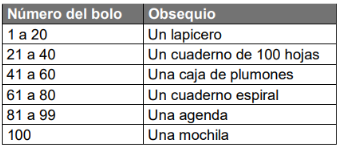 Número del bolo Obsequio
1 a 20 Un lapicero
21 a 40 Un cuaderno de 100 hojas
41 a 60 Una caja de plumones
61 a 80 Un cuaderno espiral
81 a 99 Una agenda
100 Una mochila